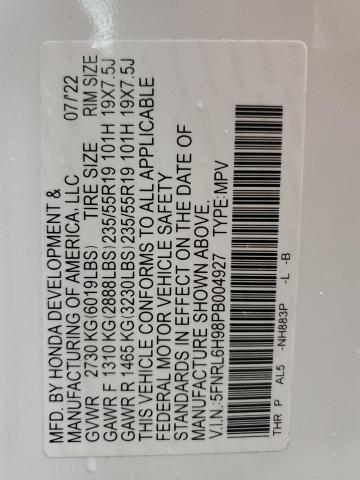 MFD. BY HONDA DEVELOPMENT &
MANUFACTURING OF AMERICA, LLC 07/'22
GVWR 2730 KG(6019LBS) TIRE SIZE RIM SIZE
GAWR F 1310 KG(2888LBS)235/55R19 101H 19X7.5J
GAWR R 1465 KG(3230LBS)235/55R19 101H 19X7.5J
THIS VEHICLE CONFORMS TO ALL APPLICABLE
FEDERAL MOTOR VEHICLE SAFETY
STANDARDS IN EFFECT ON THE DATE OF
MANUFACTURE SHOWN ABOVE.
V.I.N.:5FNRL6H98PB004927 TYPE:MPV
THR P AL5 -NH883P -L -B